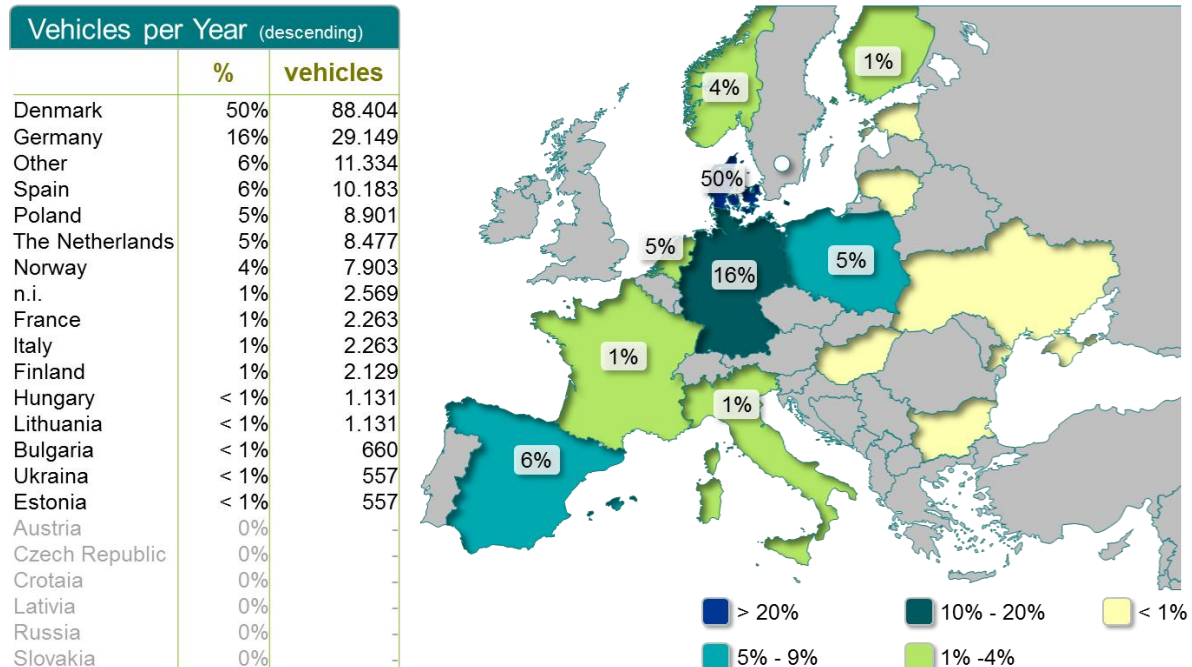 Vehicles per Year (descending)
% vehicles
Denmark 50% 88.404
Germany 16% 29.149
Other 6% 11.334
Spain 6% 10.183
Poland 5% 8.901
The Netherlands 5% 8.477
Norway 4% 7.903
n.i. 1% 2.569
France 1% 2.263
Italy 1% 2.263
Finland 1% 2.129
Hungary < 1% 1.131
Lithuania < 1% 1.131
Bulgaria < 1% 660
Ukraina < 1% 557
Estonia < 1% 557
Austria 0% -
Czech Republic 0% -
Crotaia 0% -
Lativia 0% -
Russia 0% -
Slovakia 0% -
1%
4%
50%
5%
5%
16%
1%
1%
6%
> 20% 10% - 20% < 1%
5% - 9% 1% -4%